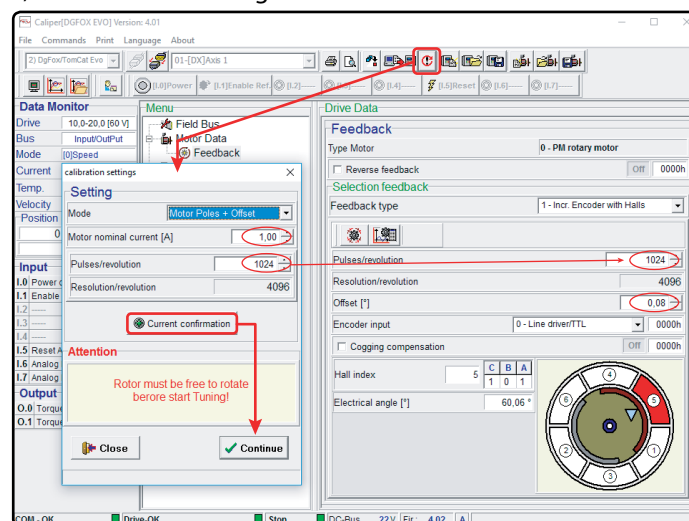 Caliper[DGFOX EVO] Version: 4.01
File Commands Print Language About
2) DgFox/TomCat Evo
01-[DX]Axis 1
[I.0]Power
[I.1]Enable Ref.
[I.2]----
[I.4]----
[I.5]Reset
[I.6]----
[I.7]----
Data Monitor
Drive 10,0-20,0 [60 V]
Bus Input/OutPut
Mode [0]Speed
Current
Temp.
Velocity
Position
0
Input
I.0 Power
I.1 Enable
I.2 ----
I.3 ----
I.4 ----
I.5 Reset A
I.6 Analog
I.7 Analog
Output
O.0 Torque
O.1 Torque
Menu
Field Bus
Motor Data
Feedback
calibration settings
Setting
Mode Motor Poles + Offset
Motor nominal current [A] 1,00
Pulses/revolution 1024
Resolution/revolution 4096
Current confirmation
Attention
Rotor must be free to rotate
berore start Tuning!
Close
Continue
Drive Data
Feedback
Type Motor 0 - PM rotary motor
Reverse feedback Off 0000h
Selection feedback
Feedback type 1 - Incr. Encoder with Halls
Pulses/revolution 1024
Resolution/revolution 4096
Offset [°] 0,08
Encoder input 0 - Line driver/TTL 0000h
Cogging compensation Off 0000h
Hall index 5
C B A
1 0 1
Electrical angle [°] 60,06 °
4
6
5
2
1
3
COM - OK
Drive-OK
Stop
DC-Bus 22V Fir.: 4.02 A